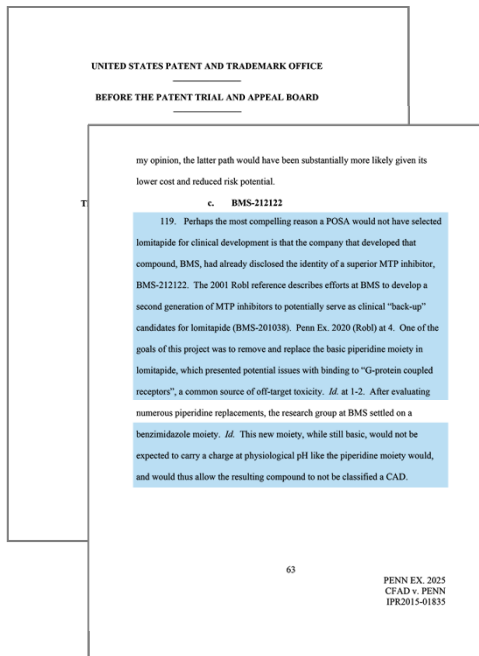 UNITED STATES PATENT AND TRADEMARK OFFICE
BEFORE THE PATENT TRIAL AND APPEAL BOARD
T
my opinion, the latter path would have been substantially more likely given its
lower cost and reduced risk potential.
c. BMS-212122
119. Perhaps the most compelling reason a POSA would not have selected
lomitapide for clinical development is that the company that developed that
compound, BMS, had already disclosed the identity of a superior MTP inhibitor,
BMS-212122. The 2001 Robl reference describes efforts at BMS to develop a
second generation of MTP inhibitors to potentially serve as clinical “back-up”
candidates for lomitapide (BMS-201038). Penn Ex. 2020 (Robl) at 4. One of the
goals of this project was to remove and replace the basic piperidine moiety in
lomitapide, which presented potential issues with binding to “G-protein coupled
receptors”, a common source of off-target toxicity. Id. at 1-2. After evaluating
numerous piperidine replacements, the research group at BMS settled on a
benzimidazole moiety. Id. This new moiety, while still basic, would not be
expected to carry a charge at physiological pH like the piperidine moiety would,
and would thus allow the resulting compound to not be classified a CAD.
63
PENN EX. 2025
CFAD v. PENN
IPR2015-01835